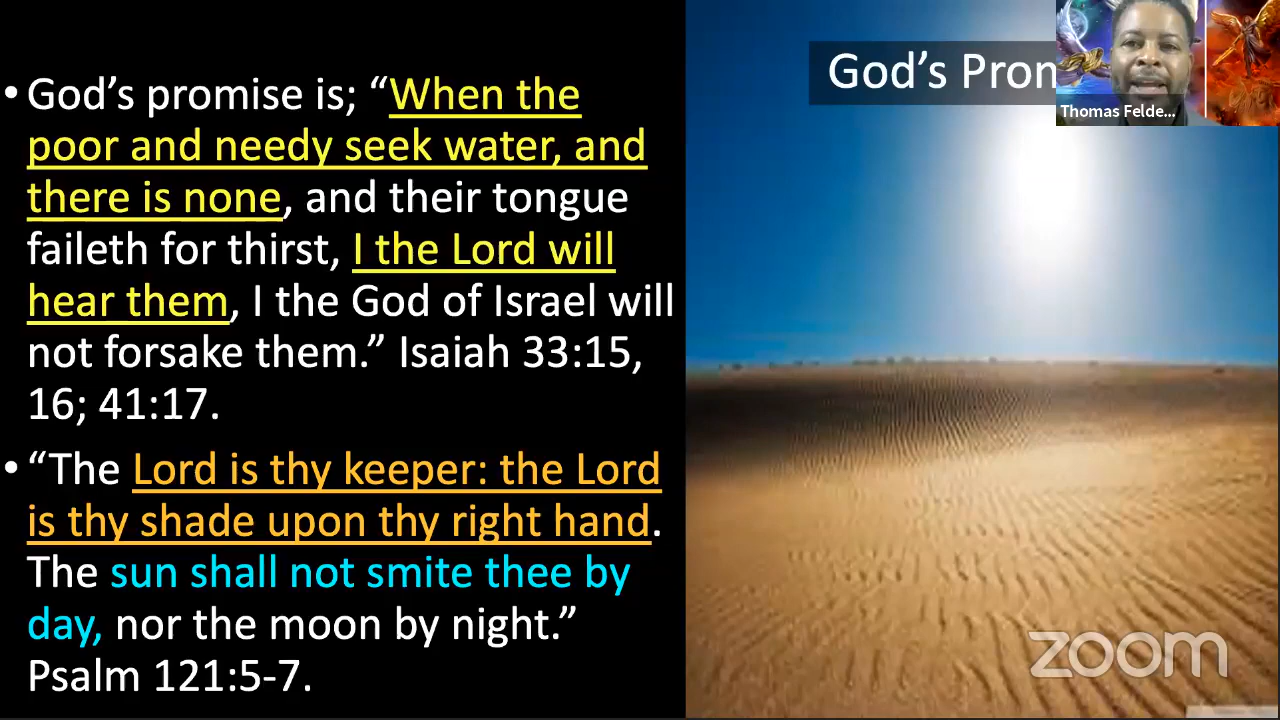 • God’s promise is; “When the
poor and needy seek water, and
there is none, and their tongue
faileth for thirst, I the Lord will
hear them, I the God of Israel will
not forsake them.” Isaiah 33:15,
16; 41:17.
• “The Lord is thy keeper: the Lord
is thy shade upon thy right hand.
The sun shall not smite thee by
day, nor the moon by night.”
Psalm 121:5-7.
God’s Prom
Thomas Felde...
zoom